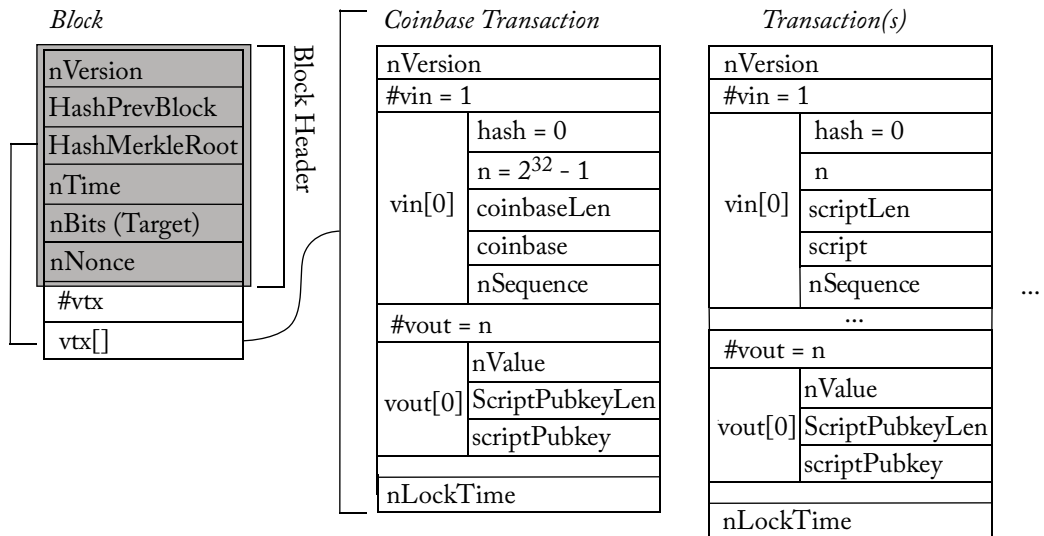 Block
nVersion
HashPrevBlock
HashMerkleRoot
nTime
nBits (Target)
nNonce
#vtx
vtx[]
Block Header
Coinbase Transaction
nVersion
#vin = 1
vin[0]
hash = 0
n = 2³² - 1
coinbaseLen
coinbase
nSequence
#vout = n
vout[0]
nValue
ScriptPubkeyLen
scriptPubkey
nLockTime
Transaction(s)
nVersion
#vin = 1
vin[0]
hash = 0
n
scriptLen
script
nSequence
...
#vout = n
vout[0]
nValue
ScriptPubkeyLen
scriptPubkey
nLockTime
...